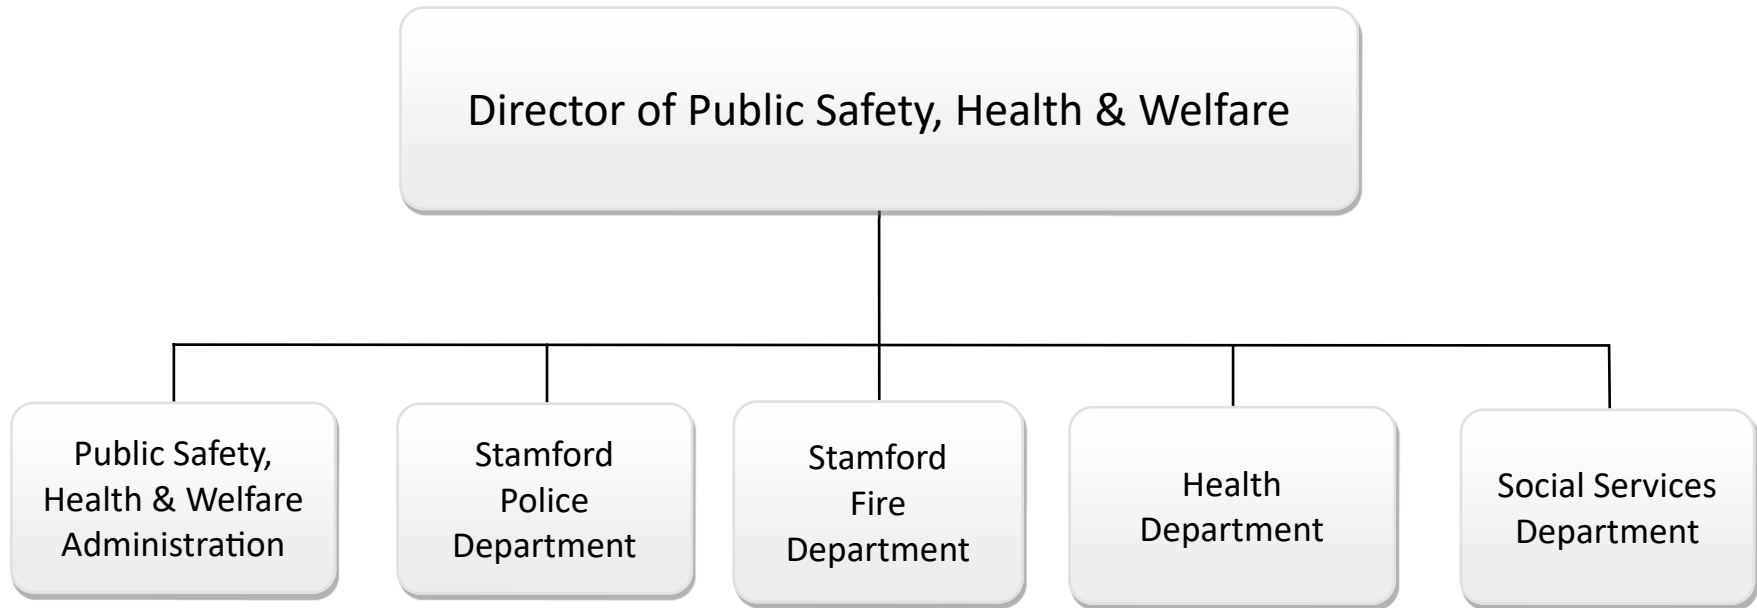 Director of Public Safety, Health & Welfare
Public Safety,
Health & Welfare
Administration
Stamford
Police
Department
Stamford
Fire
Department
Health
Department
Social Services
Department